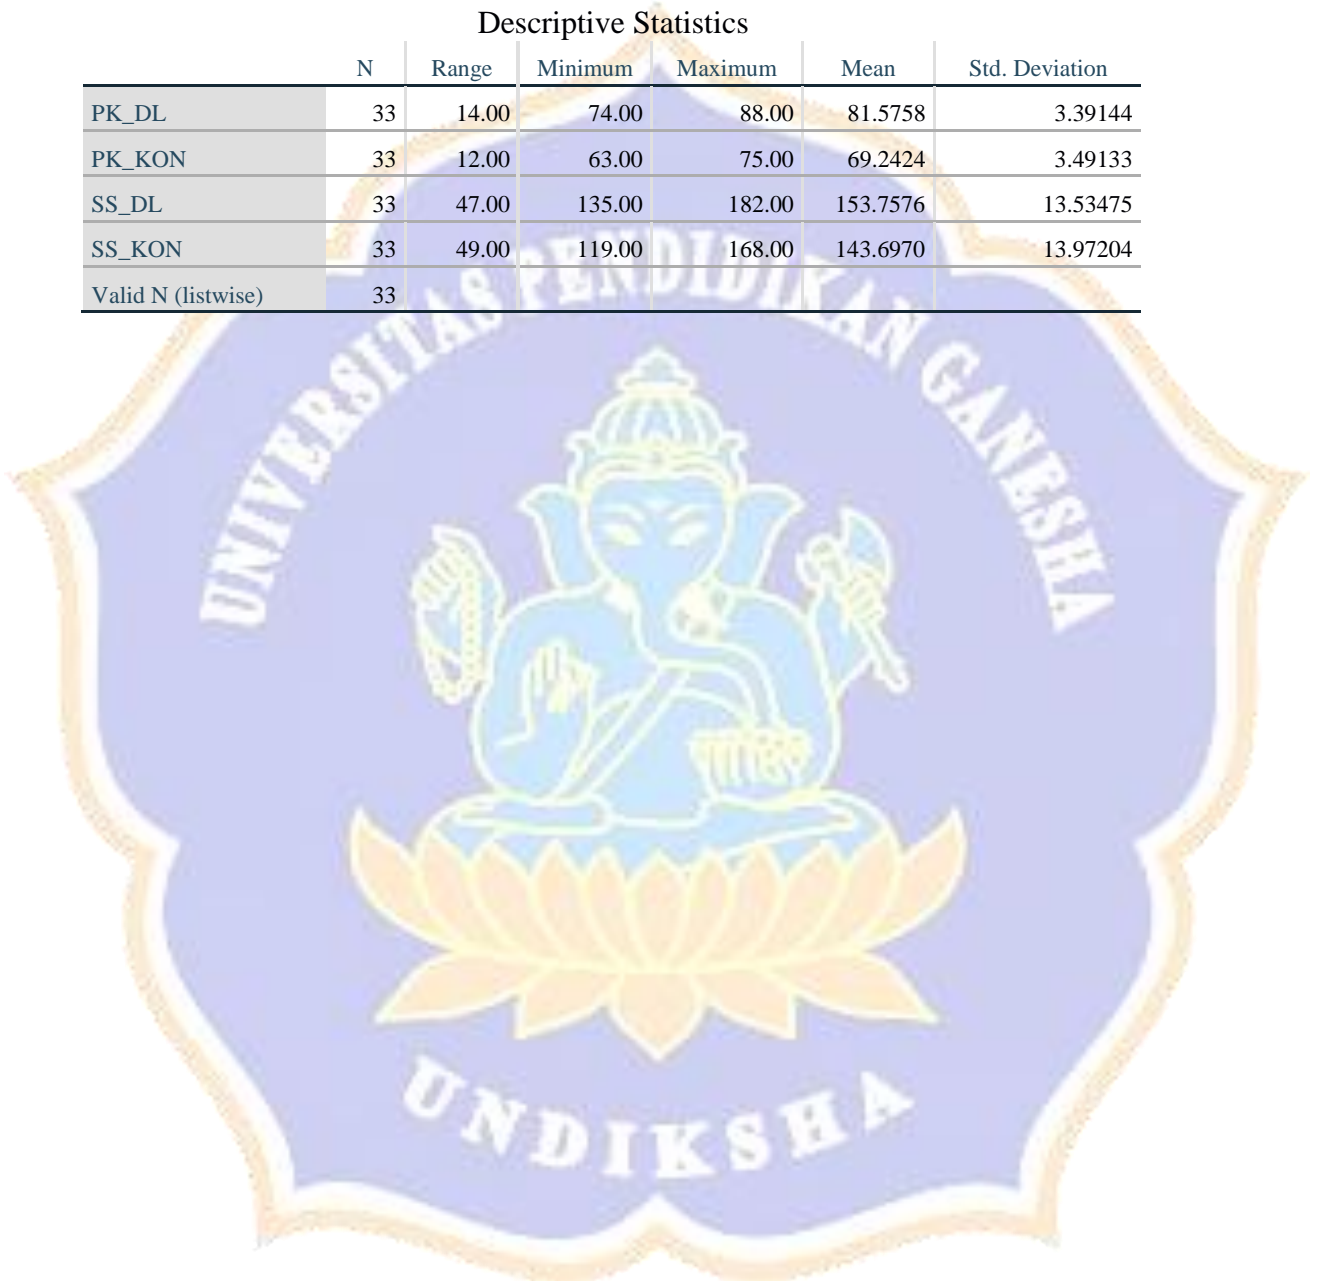 Descriptive Statistics
N Range Minimum Maximum Mean Std. Deviation
PK_DL 33 14.00 74.00 88.00 81.5758 3.39144
PK_KON 33 12.00 63.00 75.00 69.2424 3.49133
SS_DL 33 47.00 135.00 182.00 153.7576 13.53475
SS_KON 33 49.00 119.00 168.00 143.6970 13.97204
Valid N (listwise) 33
UNIVERSITAS PENDIDIKAN GANESHA
UNDIKSHA